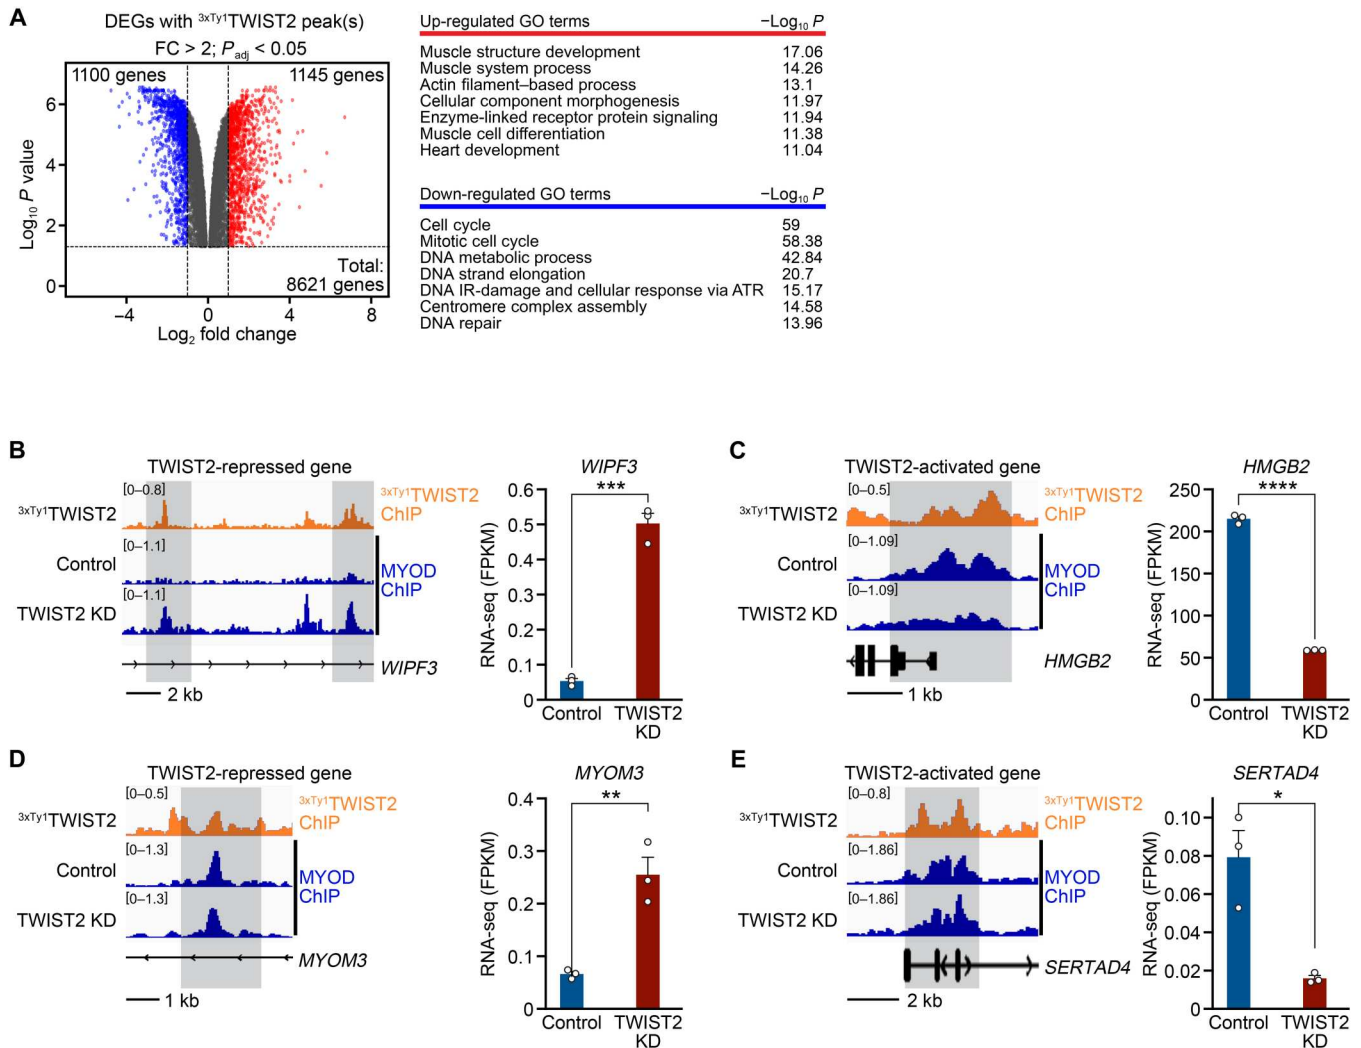 A
DEGs with 3xTy1TWIST2 peak(s)
FC > 2; Padj < 0.05
1100 genes
1145 genes
6
4
2
0
Log10 P value
Total:
8621 genes
−4
0
4
8
Log2 fold change
Up-regulated GO terms −Log10 P
Muscle structure development 17.06
Muscle system process 14.26
Actin filament–based process 13.1
Cellular component morphogenesis 11.97
Enzyme-linked receptor protein signaling 11.94
Muscle cell differentiation 11.38
Heart development 11.04
Down-regulated GO terms −Log10 P
Cell cycle 59
Mitotic cell cycle 58.38
DNA metabolic process 42.84
DNA strand elongation 20.7
DNA IR-damage and cellular response via ATR 15.17
Centromere complex assembly 14.58
DNA repair 13.96
B
TWIST2-repressed gene
[0–0.8]
3xTy1TWIST2
3xTy1TWIST2
ChIP
[0–1.1]
Control
MYOD
ChIP
[0–1.1]
TWIST2 KD
WIPF3
2 kb
WIPF3
***
0.6
0.5
0.4
0.3
0.2
0.1
0
RNA-seq (FPKM)
Control
TWIST2
KD
C
TWIST2-activated gene
[0–0.5]
3xTy1TWIST2
3xTy1TWIST2
ChIP
[0–1.09]
Control
MYOD
ChIP
[0–1.09]
TWIST2 KD
HMGB2
1 kb
HMGB2
****
250
200
150
100
50
0
RNA-seq (FPKM)
Control
TWIST2
KD
D
TWIST2-repressed gene
[0–0.5]
3xTy1TWIST2
3xTy1TWIST2
ChIP
[0–1.3]
Control
MYOD
ChIP
[0–1.3]
TWIST2 KD
MYOM3
1 kb
MYOM3
**
0.4
0.3
0.2
0.1
0
RNA-seq (FPKM)
Control
TWIST2
KD
E
TWIST2-activated gene
[0–0.8]
3xTy1TWIST2
3xTy1TWIST2
ChIP
[0–1.86]
Control
MYOD
ChIP
[0–1.86]
TWIST2 KD
SERTAD4
2 kb
SERTAD4
*
0.10
0.08
0.06
0.04
0.02
0
RNA-seq (FPKM)
Control
TWIST2
KD